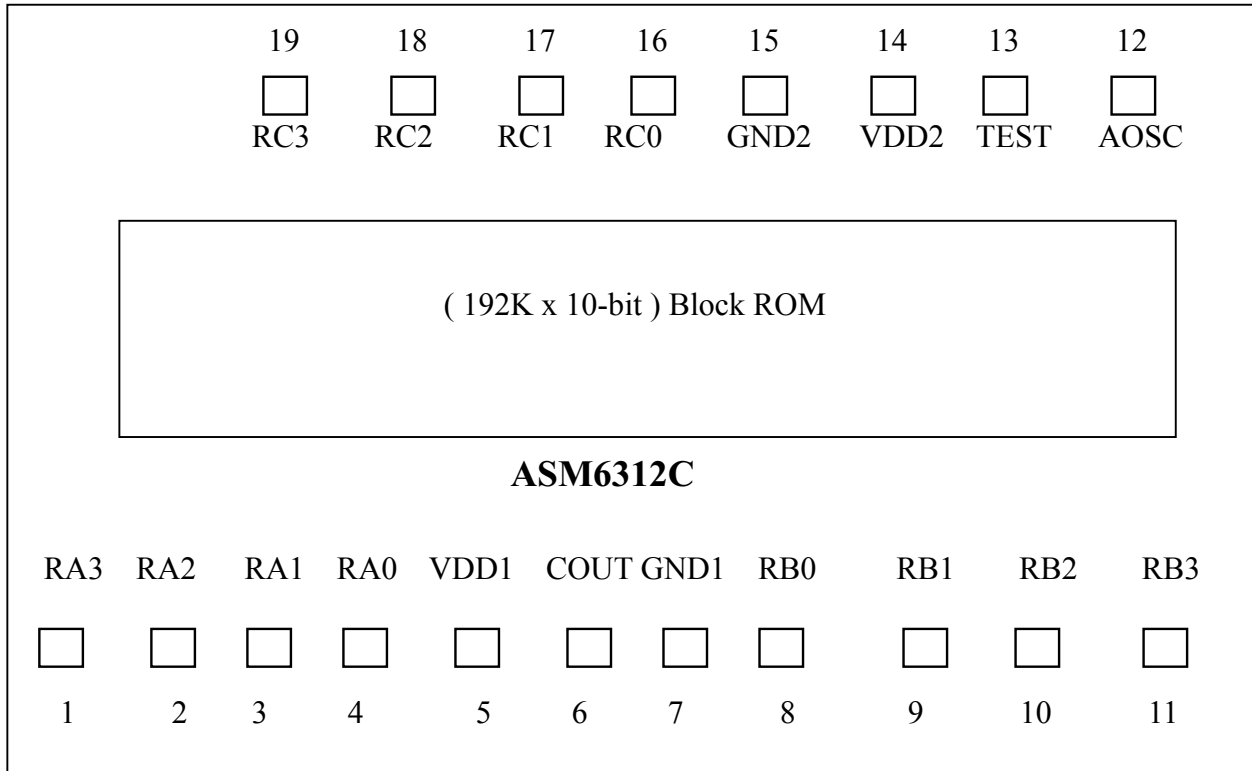 19 18 17 16 15 14 13 12
RC3 RC2 RC1 RC0 GND2 VDD2 TEST AOSC
( 192K x 10-bit ) Block ROM
ASM6312C
RA3 RA2 RA1 RA0 VDD1 COUT GND1 RB0 RB1 RB2 RB3
1 2 3 4 5 6 7 8 9 10 11